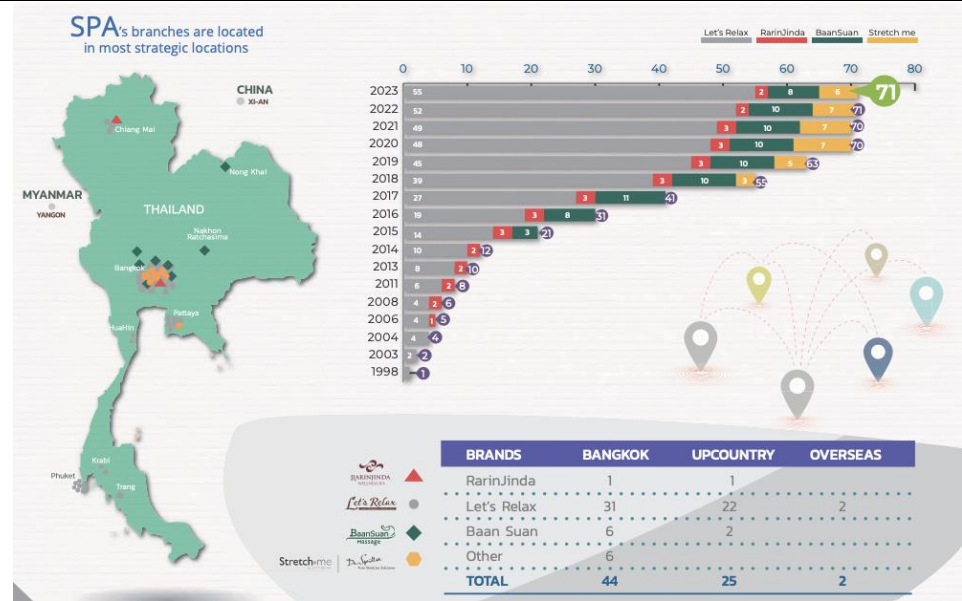 SPA's branches are located
in most strategic locations
Let's Relax RarinJinda BaanSuan Stretch me
CHINA
XI-AN
Chiang Mai
Nong Khai
MYANMAR
YANGON
THAILAND
Nakhon
Ratchasima
Bangkok
Pattaya
HuaHin
Krabi
Phuket
Trang
0 10 20 30 40 50 60 70 80
2023 55 2 8 6 71
2022 52 2 10 7 71
2021 49 3 10 7 70
2020 48 3 10 7 70
2019 45 3 10 5 63
2018 39 3 10 3 55
2017 27 3 11 41
2016 19 3 8 31
2015 14 3 3 21
2014 10 2 12
2013 8 2 10
2011 6 2 8
2008 4 2 6
2006 4 1 5
2004 4 4
2003 2 2
1998 1
BRANDS BANGKOK UPCOUNTRY OVERSEAS
RARINJINDA
RarinJinda 1 1
Let's Relax
Let's Relax 31 22 2
BaanSuan
Massage
Baan Suan 6 2
Stretch me
Other 6
TOTAL 44 25 2